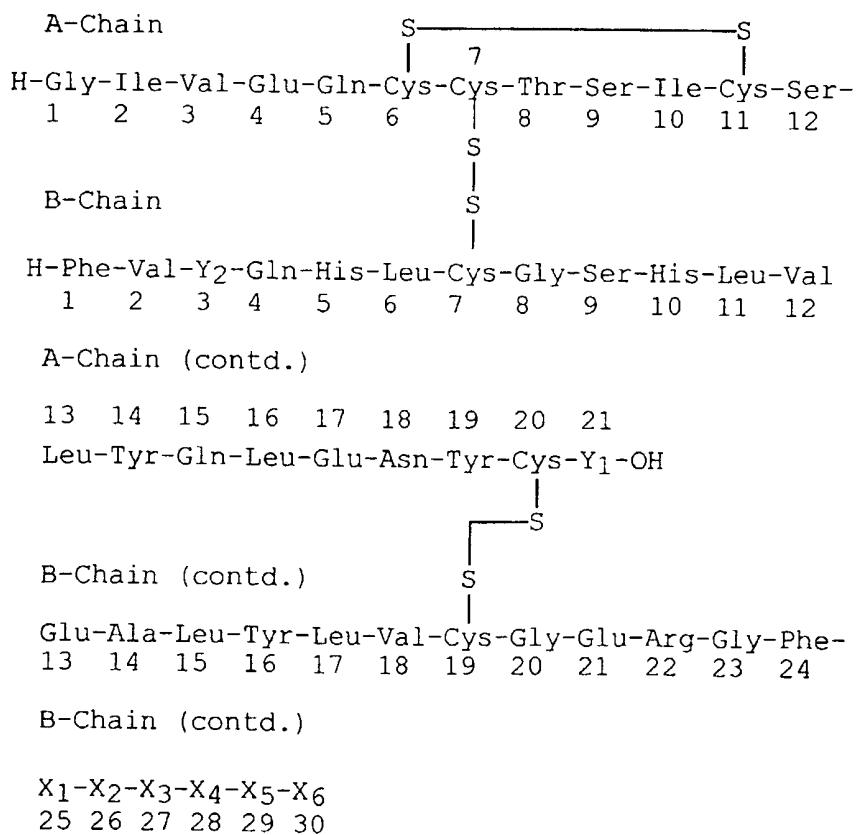 A-Chain
S S
7
H-Gly-Ile-Val-Glu-Gln-Cys-Cys-Thr-Ser-Ile-Cys-Ser-
1 2 3 4 5 6 8 9 10 11 12
S
S
B-Chain
H-Phe-Val-Y2-Gln-His-Leu-Cys-Gly-Ser-His-Leu-Val
1 2 3 4 5 6 7 8 9 10 11 12
A-Chain (contd.)
13 14 15 16 17 18 19 20 21
Leu-Tyr-Gln-Leu-Glu-Asn-Tyr-Cys-Y1-OH
S
S
B-Chain (contd.)
Glu-Ala-Leu-Tyr-Leu-Val-Cys-Gly-Glu-Arg-Gly-Phe-
13 14 15 16 17 18 19 20 21 22 23 24
B-Chain (contd.)
X1-X2-X3-X4-X5-X6
25 26 27 28 29 30